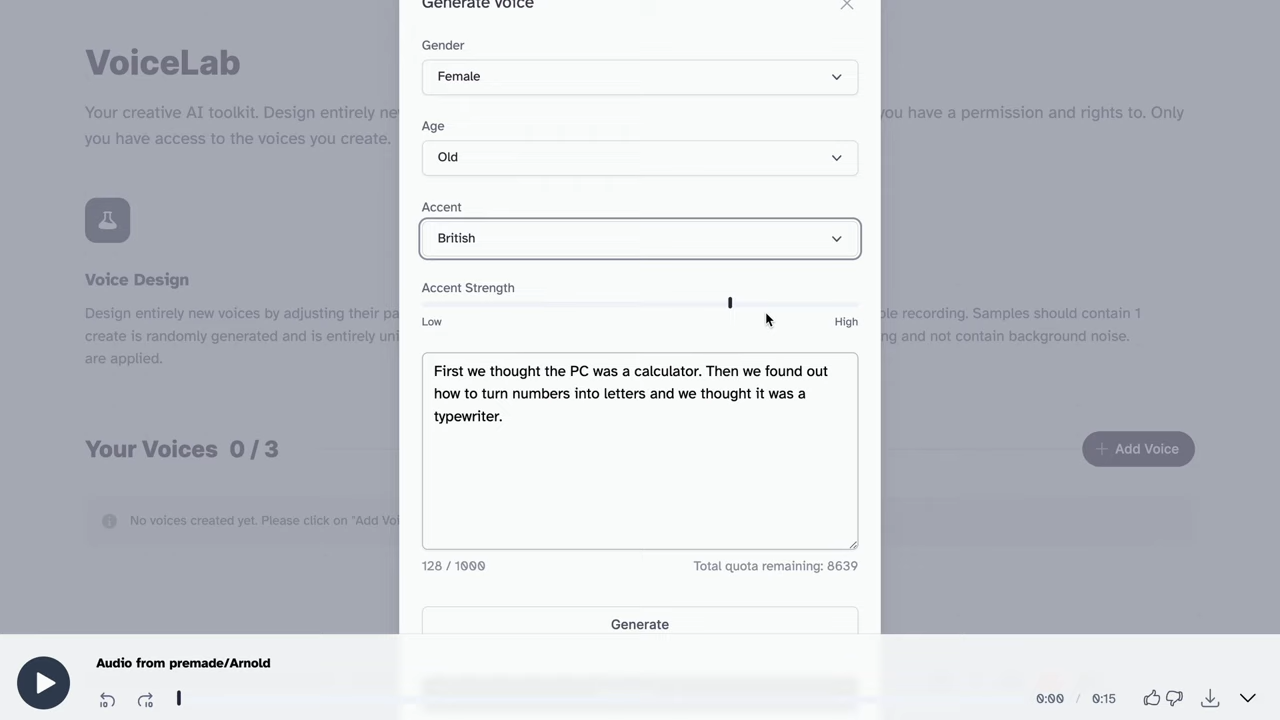 Generate Voice
Gender
Female
Age
Old
Accent
British
Accent Strength
Low
High
First we thought the PC was a calculator. Then we found out
how to turn numbers into letters and we thought it was a
typewriter.
128 / 1000
Total quota remaining: 8639
Generate
VoiceLab
Your creative AI toolkit. Design entirely ne
you have a permission and rights to. Only
you have access to the voices you create.
Voice Design
Design entirely new voices by adjusting their pa
ple recording. Samples should contain 1
create is randomly generated and is entirely uni
ng and not contain background noise.
are applied.
Your Voices 0 / 3
Add Voice
No voices created yet. Please click on "Add Voi
Audio from premade/Arnold
10
10
0:00 / 0:15